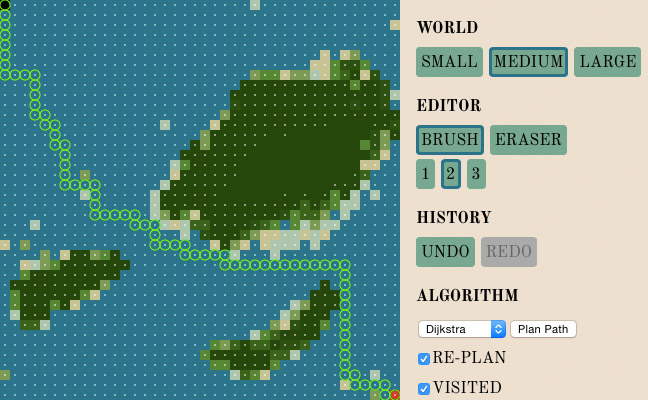 WORLD
SMALL MEDIUM LARGE
EDITOR
BRUSH ERASER
1 2 3
HISTORY
UNDO REDO
ALGORITHM
Dijkstra Plan Path
RE-PLAN
VISITED